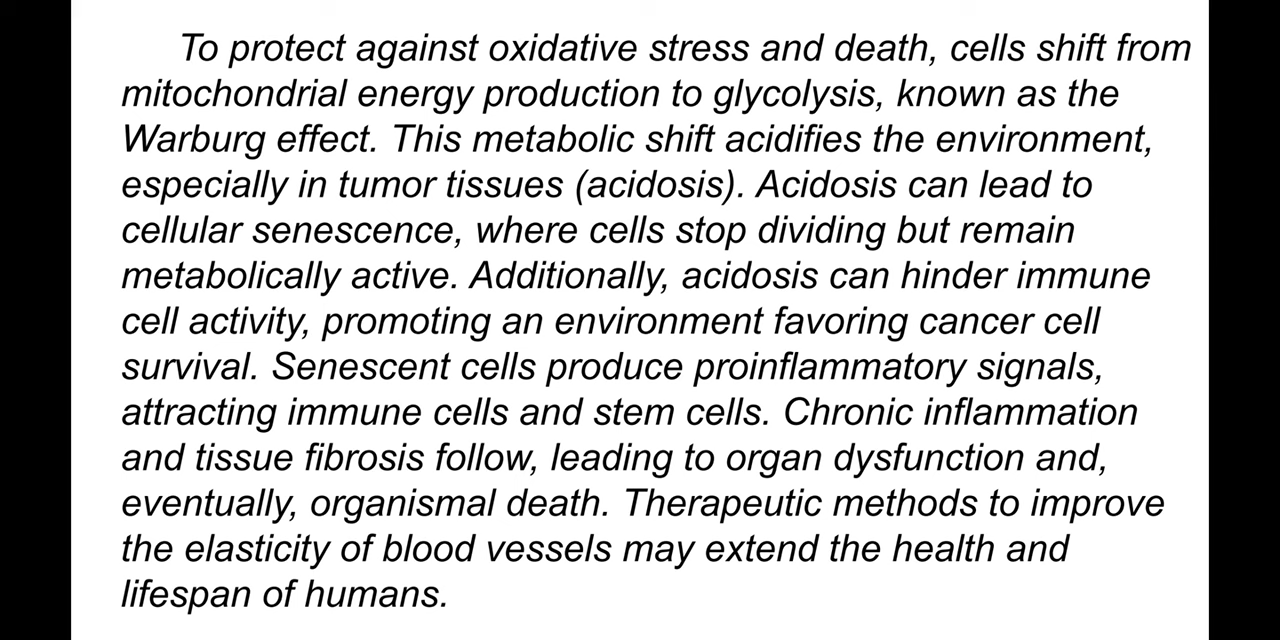 To protect against oxidative stress and death, cells shift from
mitochondrial energy production to glycolysis, known as the
Warburg effect. This metabolic shift acidifies the environment,
especially in tumor tissues (acidosis). Acidosis can lead to
cellular senescence, where cells stop dividing but remain
metabolically active. Additionally, acidosis can hinder immune
cell activity, promoting an environment favoring cancer cell
survival. Senescent cells produce proinflammatory signals,
attracting immune cells and stem cells. Chronic inflammation
and tissue fibrosis follow, leading to organ dysfunction and,
eventually, organismal death. Therapeutic methods to improve
the elasticity of blood vessels may extend the health and
lifespan of humans.